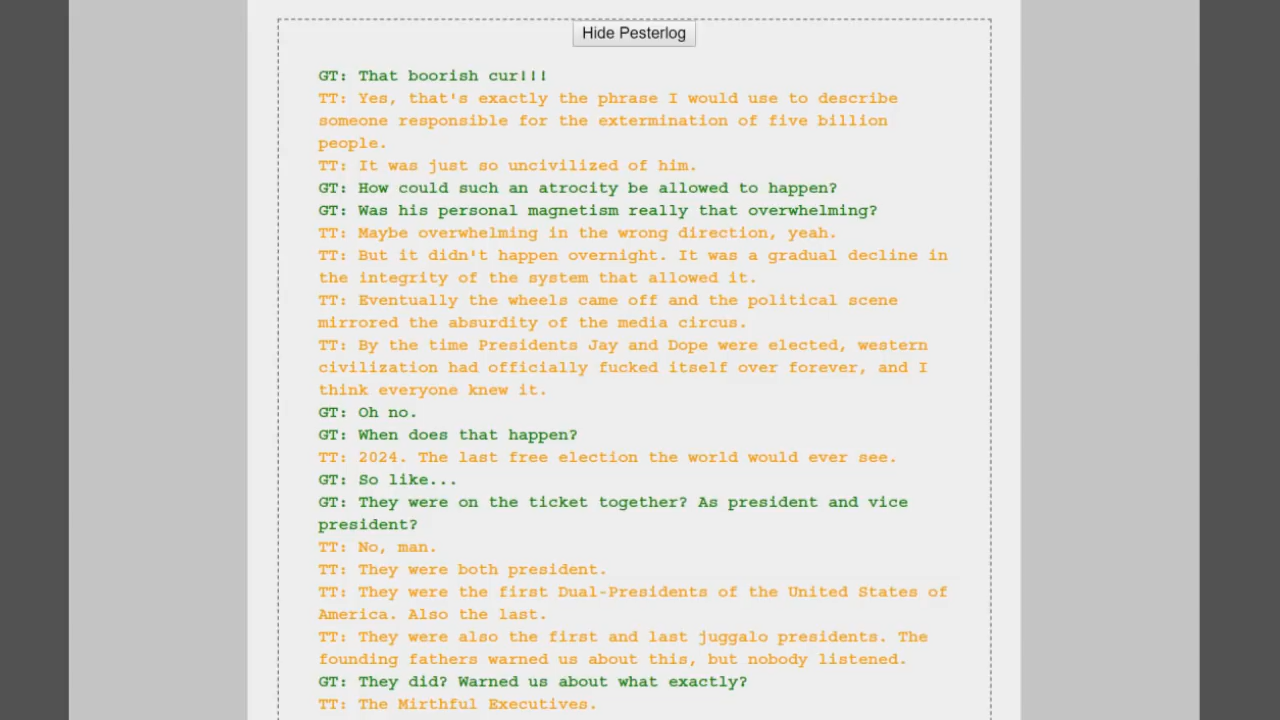 Hide Pesterlog
GT: That boorish cur!!!
TT: Yes, that's exactly the phrase I would use to describe
someone responsible for the extermination of five billion
people.
TT: It was just so uncivilized of him.
GT: How could such an atrocity be allowed to happen?
GT: Was his personal magnetism really that overwhelming?
TT: Maybe overwhelming in the wrong direction, yeah.
TT: But it didn't happen overnight. It was a gradual decline in
the integrity of the system that allowed it.
TT: Eventually the wheels came off and the political scene
mirrored the absurdity of the media circus.
TT: By the time Presidents Jay and Dope were elected, western
civilization had officially fucked itself over forever, and I
think everyone knew it.
GT: Oh no.
GT: When does that happen?
TT: 2024. The last free election the world would ever see.
GT: So like...
GT: They were on the ticket together? As president and vice
president?
TT: No, man.
TT: They were both president.
TT: They were the first Dual-Presidents of the United States of
America. Also the last.
TT: They were also the first and last juggalo presidents. The
founding fathers warned us about this, but nobody listened.
GT: They did? Warned us about what exactly?
TT: The Mirthful Executives.